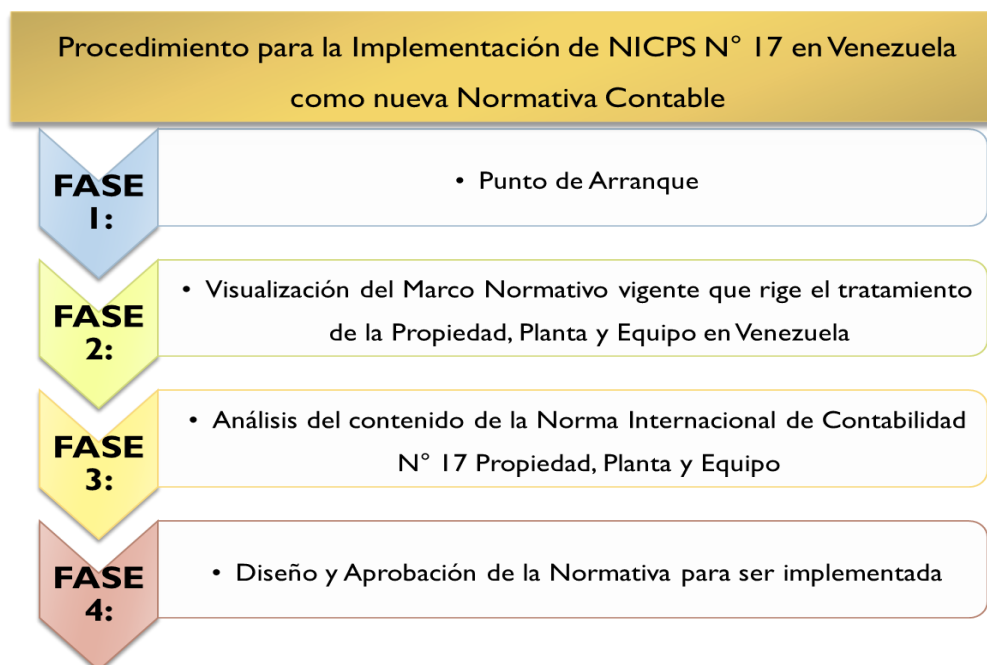 Procedimiento para la Implementación de NICPS N° 17 en Venezuela
como nueva Normativa Contable
FASE
1:
• Punto de Arranque
FASE
2:
• Visualización del Marco Normativo vigente que rige el tratamiento
de la Propiedad, Planta y Equipo en Venezuela
FASE
3:
• Análisis del contenido de la Norma Internacional de Contabilidad
N° 17 Propiedad, Planta y Equipo
FASE
4:
• Diseño y Aprobación de la Normativa para ser implementada